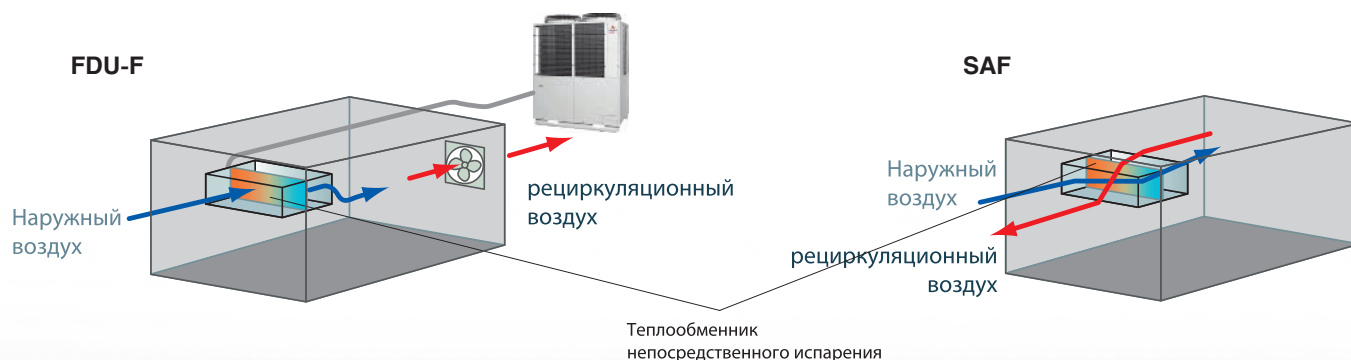 FDU-F
Наружный
воздух
рециркуляционный
воздух
SAF
Наружный
воздух
рециркуляционный
воздух
Теплообменник
непосредственного испарения